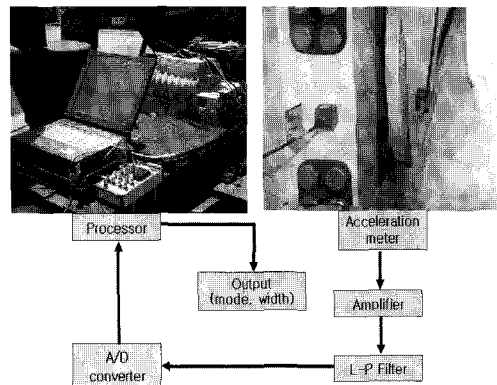 Processor
Acceleration
meter
Output
(mode, width)
Amplifier
A/D
converter
L-P Filter